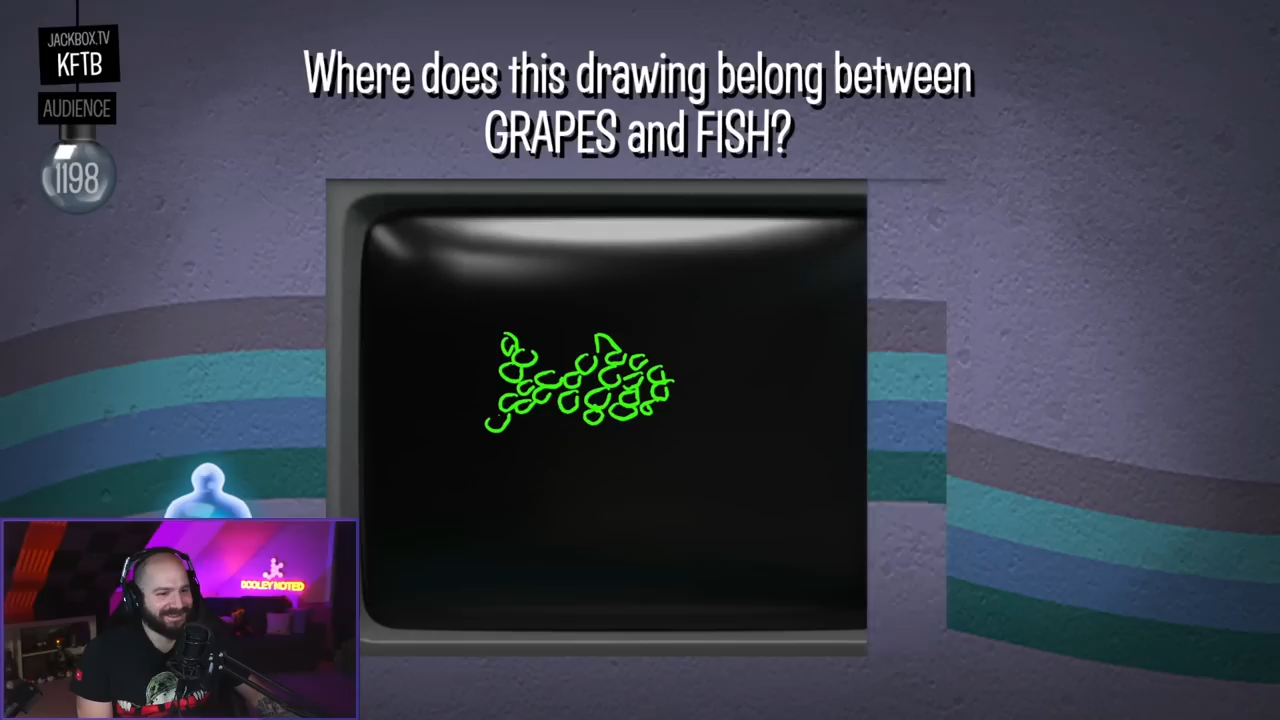 JACKBOX.TV
KFTB
AUDIENCE
1198
Where does this drawing belong between
GRAPES and FISH?
DOOLEY NOTED